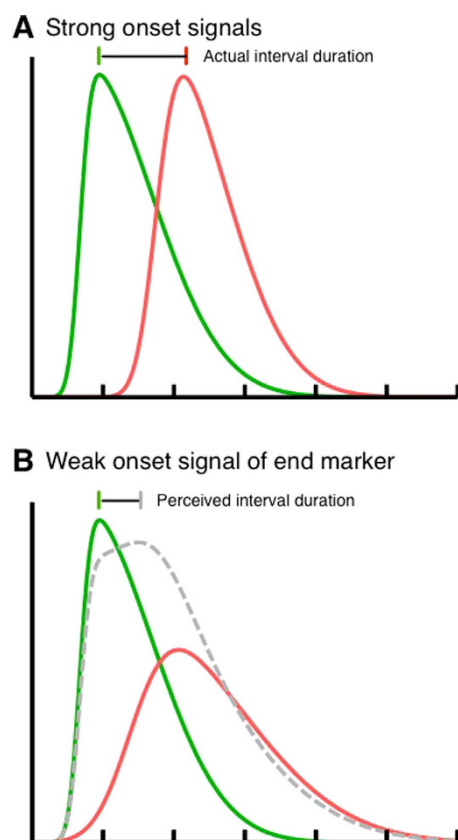 A Strong onset signals
Actual interval duration
B Weak onset signal of end marker
Perceived interval duration